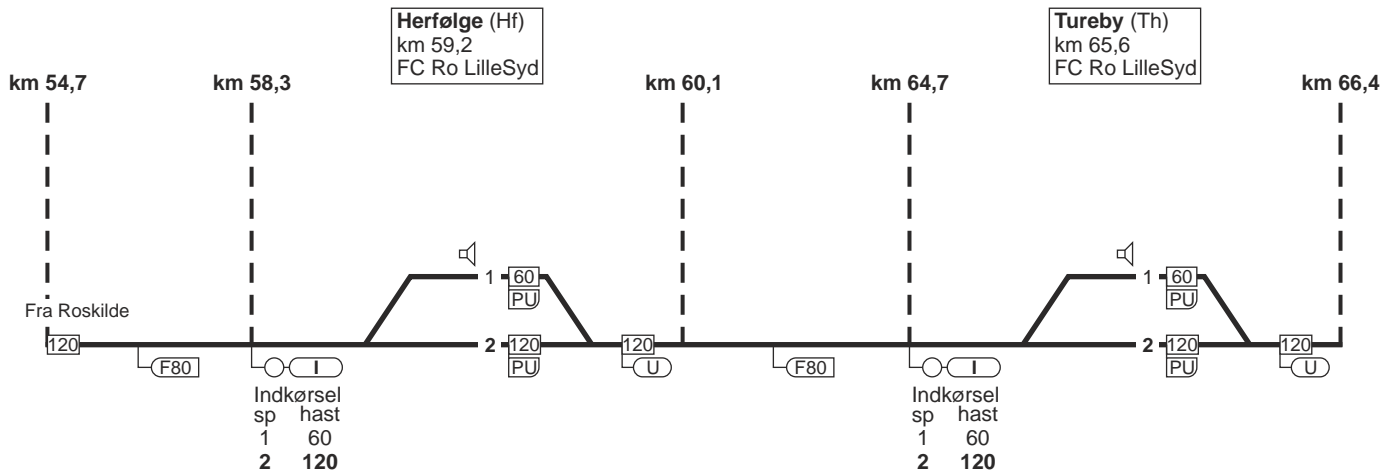 Herfølge (Hf)
km 59,2
FC Ro LilleSyd
Tureby (Th)
km 65,6
FC Ro LilleSyd
km 54,7
km 58,3
km 60,1
km 64,7
km 66,4
1 60
PU
1 60
PU
Fra Roskilde
120
2 120
120
2 120
120
F80
I
PU
U
F80
I
PU
U
Indkørsel
sp hast
1 60
2 120
Indkørsel
sp hast
1 60
2 120